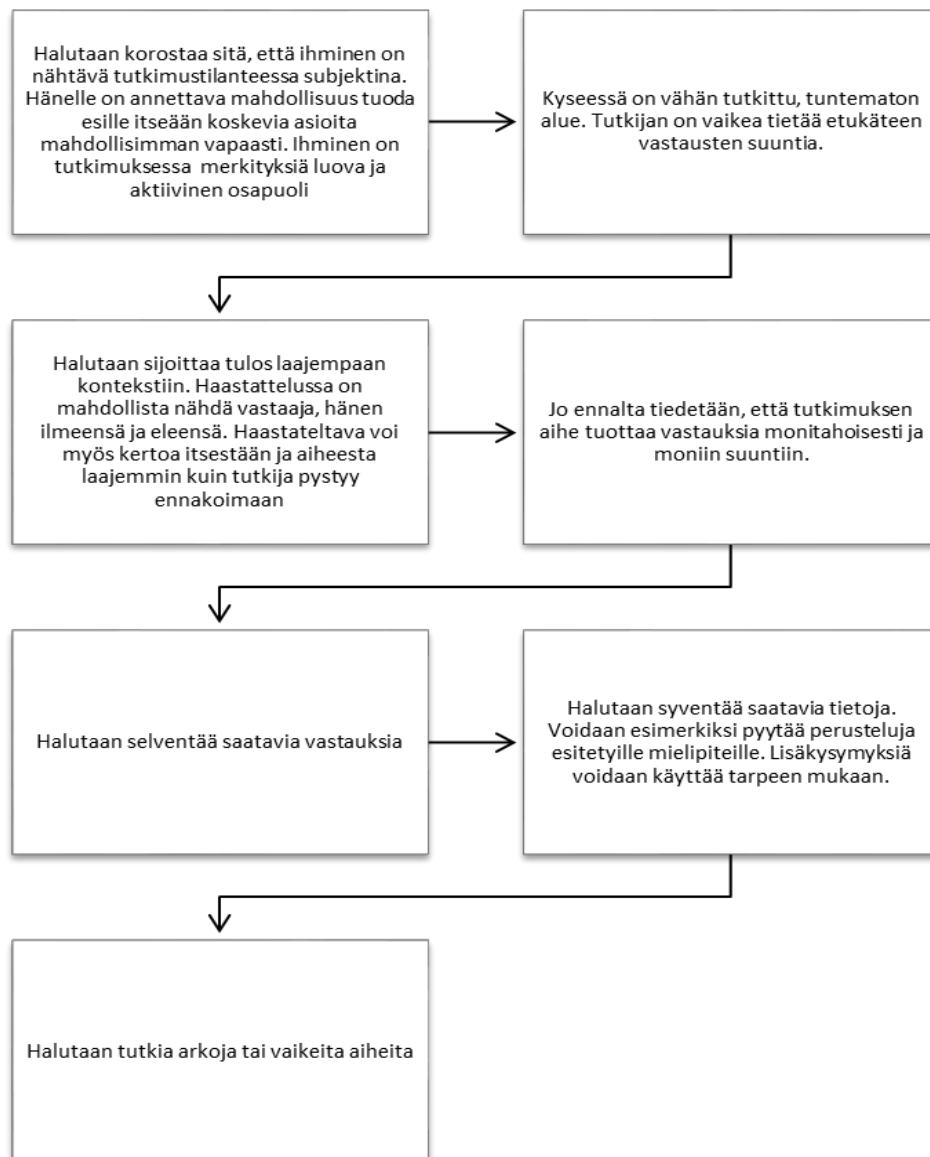 Halutaan korostaa sitä, että ihminen on
nähtävä tutkimustilanteessa subjektina.
Hänelle on annettava mahdollisuus tuoda
esille itseään koskevia asioita
mahdollisimman vapaasti. Ihminen on
tutkimuksessa merkityksiä luova ja
aktiivinen osapuoli
Kyseessä on vähän tutkittu, tuntematon
alue. Tutkijan on vaikea tietää etukäteen
vastausten suuntia.
Halutaan sijoittaa tulos laajempaan
kontekstiin. Haastattelussa on
mahdollista nähdä vastaaja, hänen
ilmeensä ja eleensä. Haastateltava voi
myös kertoa itsestään ja aiheesta
laajemmin kuin tutkija pystyy
ennakoimaan
Jo ennalta tiedetään, että tutkimuksen
aihe tuottaa vastauksia monitahoisesti ja
moniin suuntiin.
Halutaan selventää saatavia vastauksia
Halutaan syventää saatavia tietoja.
Voidaan esimerkiksi pyytää perusteluja
esitetyille mielipiteille. Lisäkysymyksiä
voidaan käyttää tarpeen mukaan.
Halutaan tutkia arkoja tai vaikeita aiheita